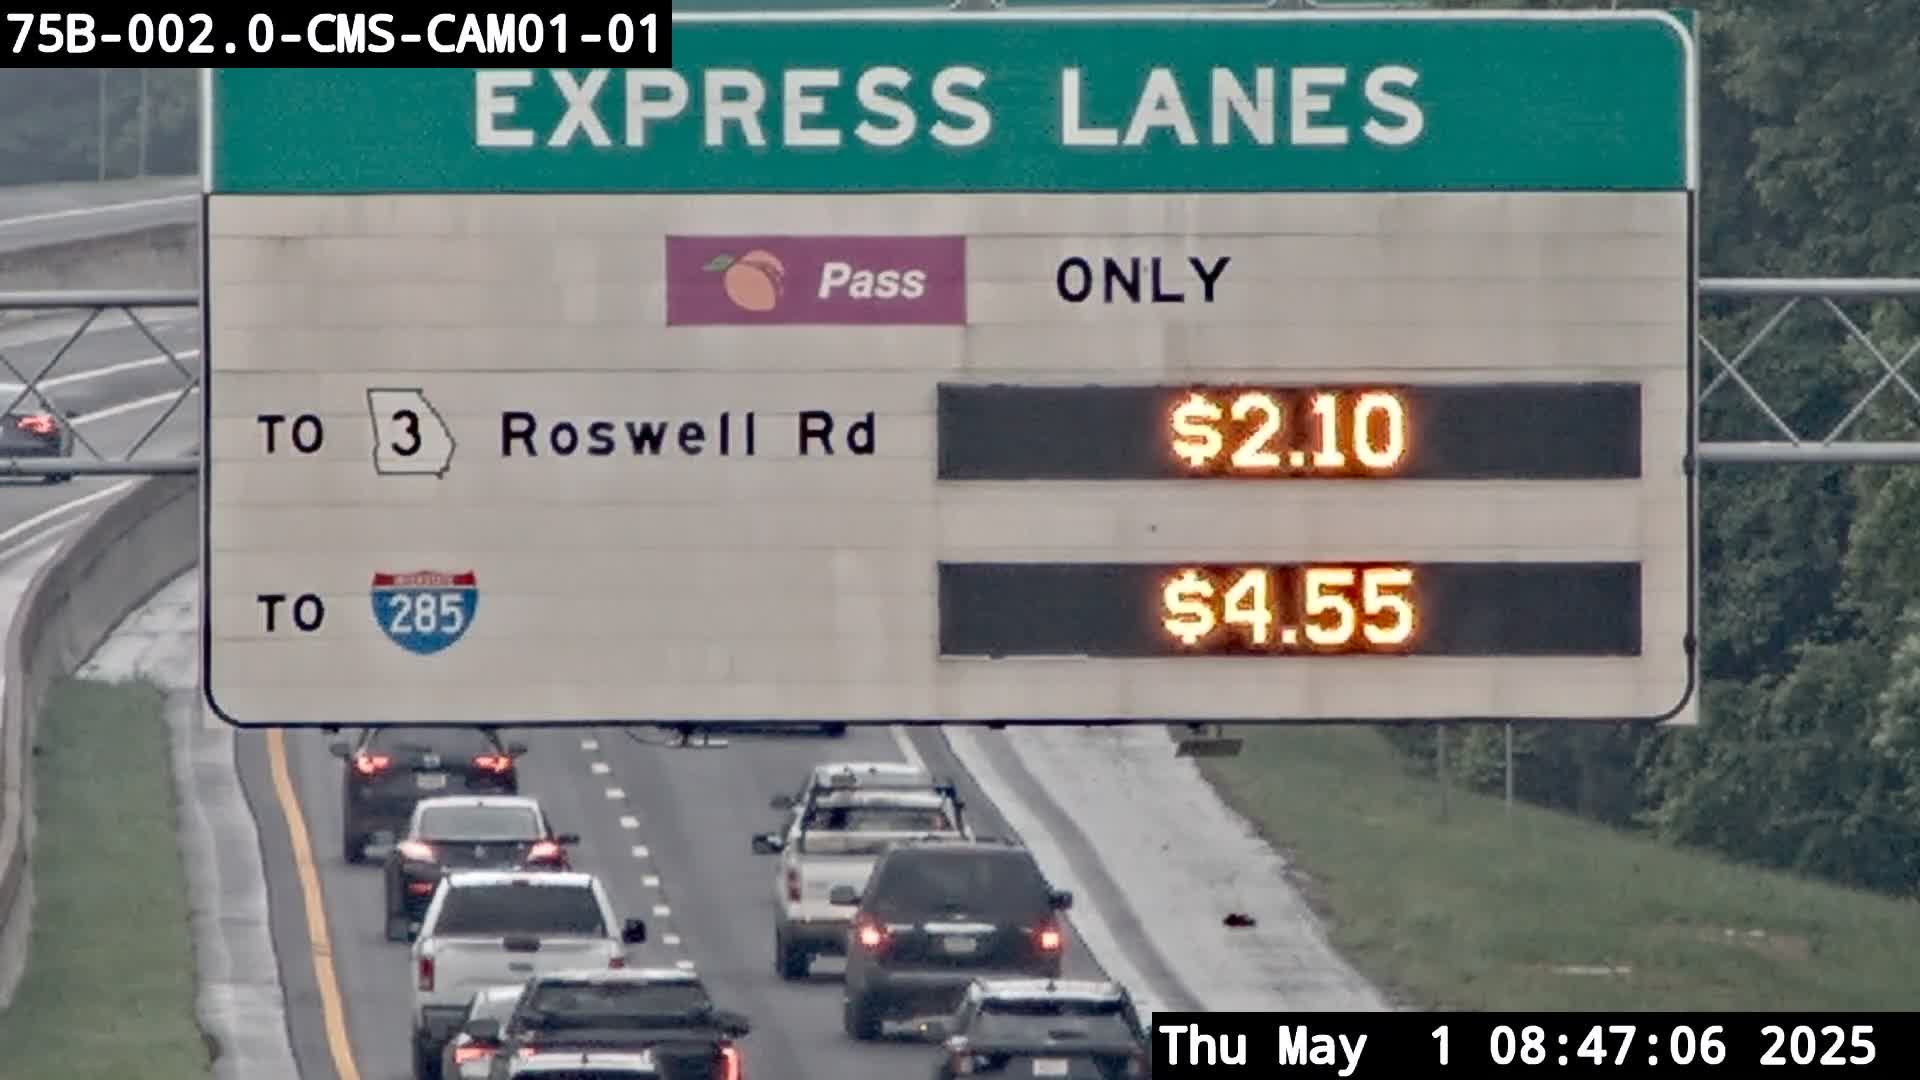 75B-002.0-CMS-CAM01-01
EXPRESS LANES
Pass ONLY
TO 3 Roswell Rd $2.10
TO INTERSTATE 285 $4.55
Thu May 1 08:47:06 2025